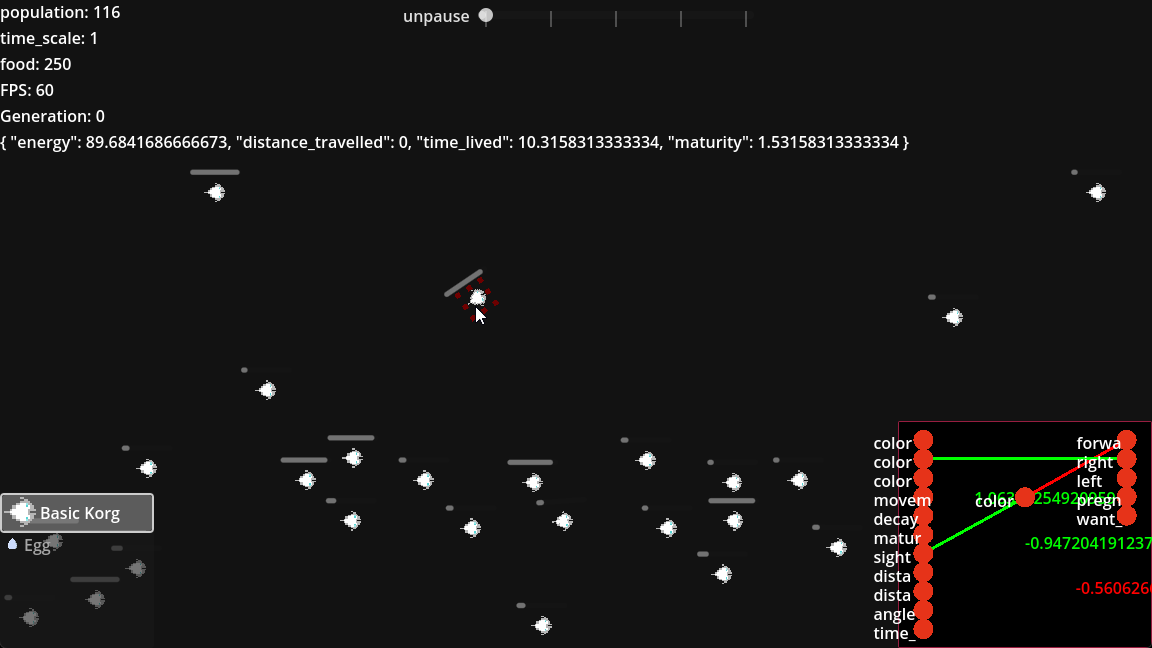 population: 116
unpause
time_scale: 1
food: 250
FPS: 60
Generation: 0
{ "energy": 89.6841686666673, "distance_travelled": 0, "time_lived": 10.3158313333334, "maturity": 1.53158313333334 }
Basic Korg
Egg
color
color
color
movem
decay
matur
sight
dista
dista
angle
time_
color
forwa
right
left
pregn
want_
-0.947204191237
-0.560626